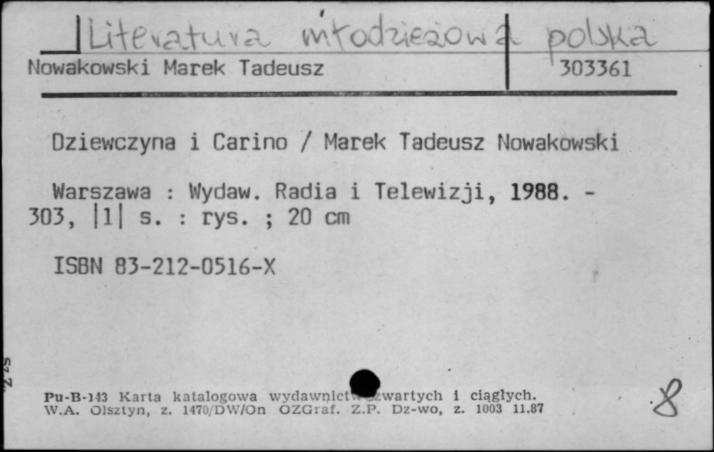 Literatura młodzieżowa polska
Nowakowski Marek Tadeusz 303361
Dziewczyna i Carino / Marek Tadeusz Nowakowski
Warszawa : Wydaw. Radia i Telewizji, 1988. -
303, |1| s. : rys. ; 20 cm
ISBN 83-212-0516-X
Pu-B-143 Karta katalogowa wydawnictw zwartych i ciągłych.
W.A. Olsztyn, z. 1470/DW/On OZGraf. Z.P. Dz-wo, z. 1003 11.87
8